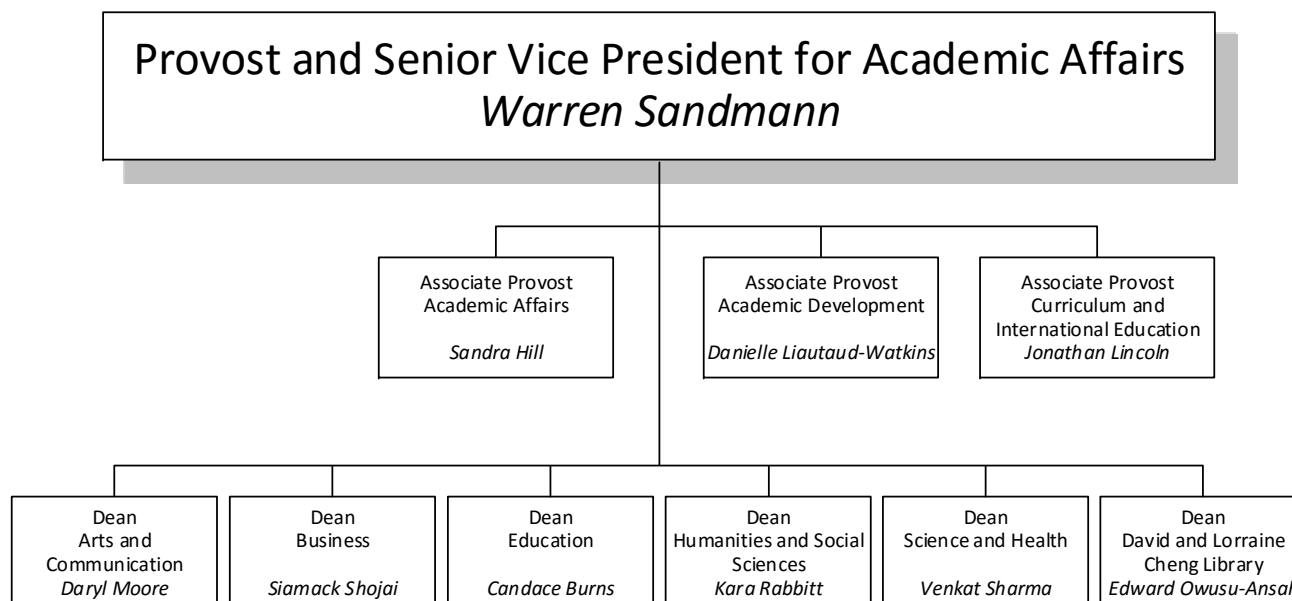 Provost and Senior Vice President for Academic Affairs
Warren Sandmann
Associate Provost
Academic Affairs
Sandra Hill
Associate Provost
Academic Development
Danielle Liautaud-Watkins
Associate Provost
Curriculum and
International Education
Jonathan Lincoln
Dean
Arts and
Communication
Daryl Moore
Dean
Business
Siamack Shojai
Dean
Education
Candace Burns
Dean
Humanities and Social
Sciences
Kara Rabbitt
Dean
Science and Health
Venkat Sharma
Dean
David and Lorraine
Cheng Library
Edward